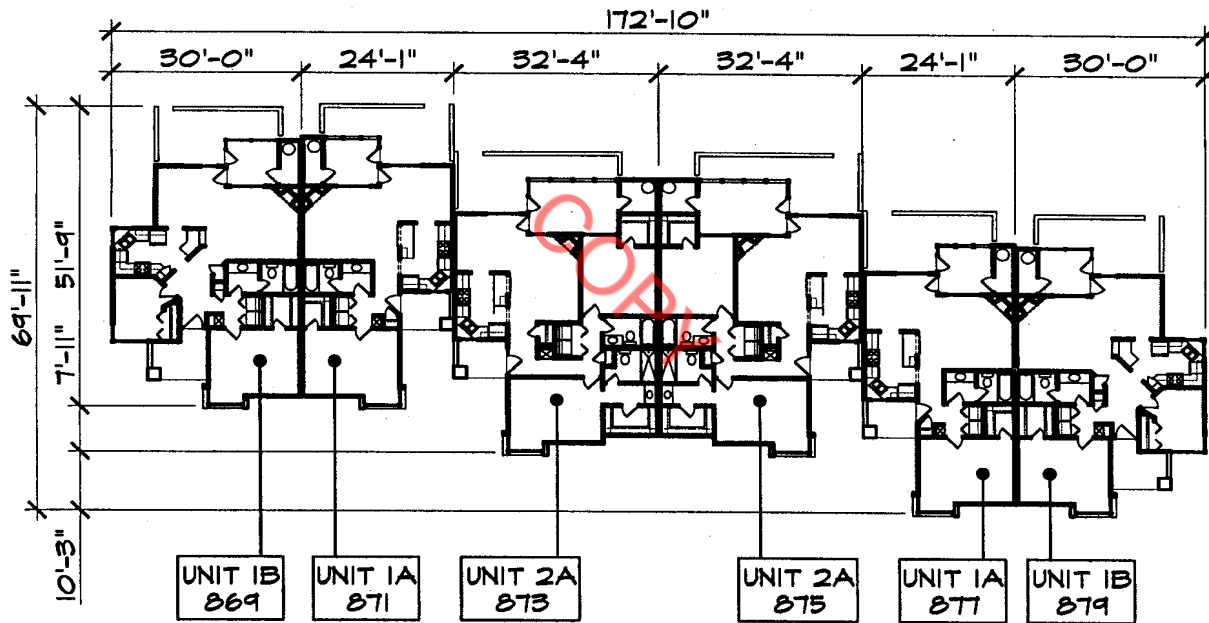 172'-10"
30'-0"
24'-1"
32'-4"
32'-4"
24'-1"
30'-0"
69'-11"
51'-9"
7'-11"
10'-3"
COPY
UNIT 1B
869
UNIT 1A
871
UNIT 2A
873
UNIT 2A
875
UNIT 1A
877
UNIT 1B
879